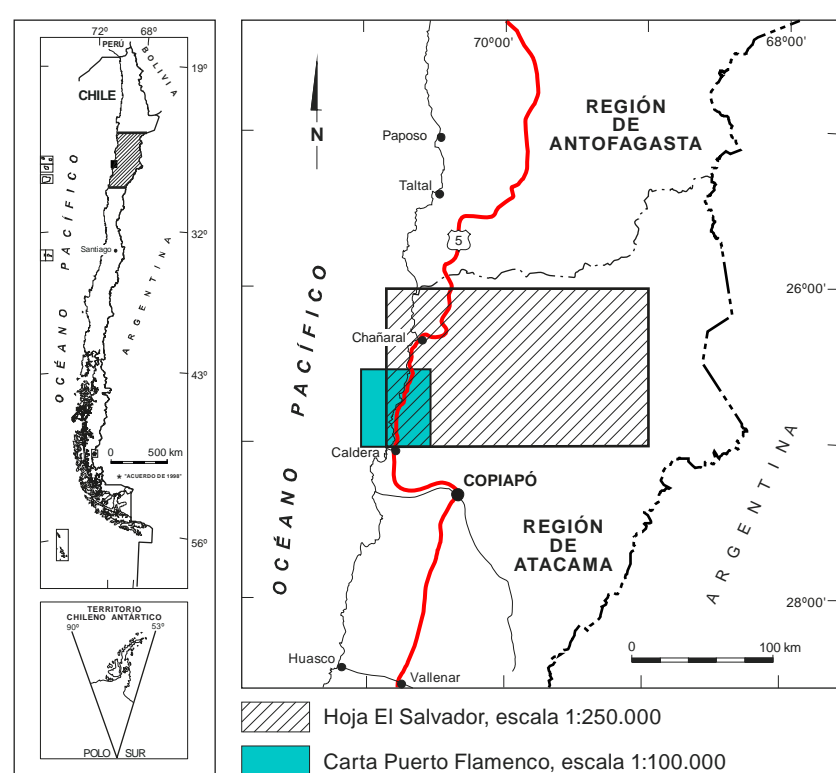 72º 68º
PERÚ
BOLIVIA
19º
CHILE
OCÉANO PACÍFICO
32º
Santiago
ARGENTINA
43º
0 500 km
"ACUERDO DE 1998"
56º
TERRITORIO
CHILENO ANTÁRTICO
90º 53º
POLO SUR
70º00' 68º00'
N
REGIÓN
DE
ANTOFAGASTA
Paposo
Taltal
5
26º00'
OCÉANO PACÍFICO
Chañaral
Caldera
COPIAPÓ
REGIÓN
DE
ATACAMA
ARGENTINA
28º00'
0 100 km
Huasco
Vallenar
Hoja El Salvador, escala 1:250.000
Carta Puerto Flamenco, escala 1:100.000